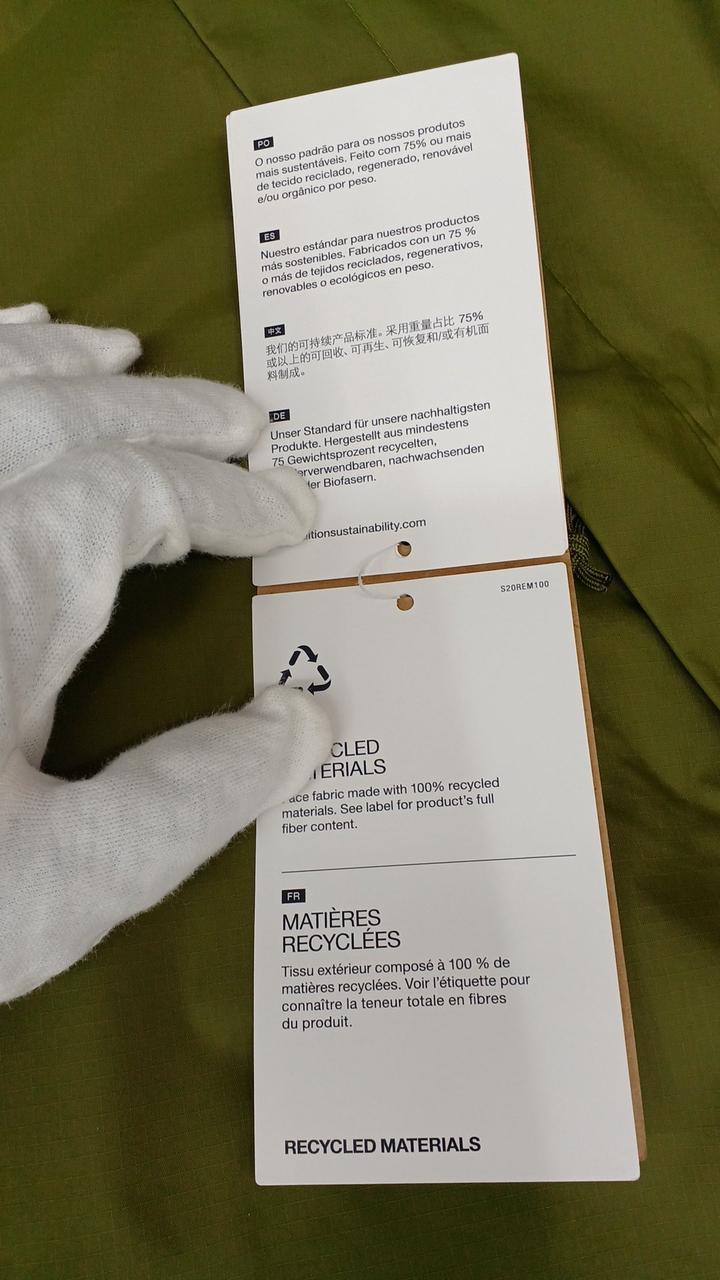 PO
O nosso padrão para os nossos produtos
mais sustentáveis. Feito com 75% ou mais
de tecido reciclado, regenerado, renovável
e/ou orgânico por peso.
ES
Nuestro estándar para nuestros productos
más sostenibles. Fabricados con un 75 %
o más de tejidos reciclados, regenerativos,
renovables o ecológicos en peso.
中文
我们的可持续产品标准。采用重量占比 75%
或以上的可回收、可再生、可恢复和/或有机面
料制成。
DE
Unser Standard für unsere nachhaltigsten
Produkte. Hergestellt aus mindestens
75 Gewichtsprozent recycelten,
nachwachsenden
Biofasern.
S20REM100
fabric made with 100% recycled
materials. See label for product's full
fiber content.
FR
MATIÈRES
RECYCLÉES
Tissu extérieur composé à 100 % de
matières recyclées. Voir l'étiquette pour
connaître la teneur totale en fibres
du produit.
RECYCLED MATERIALS